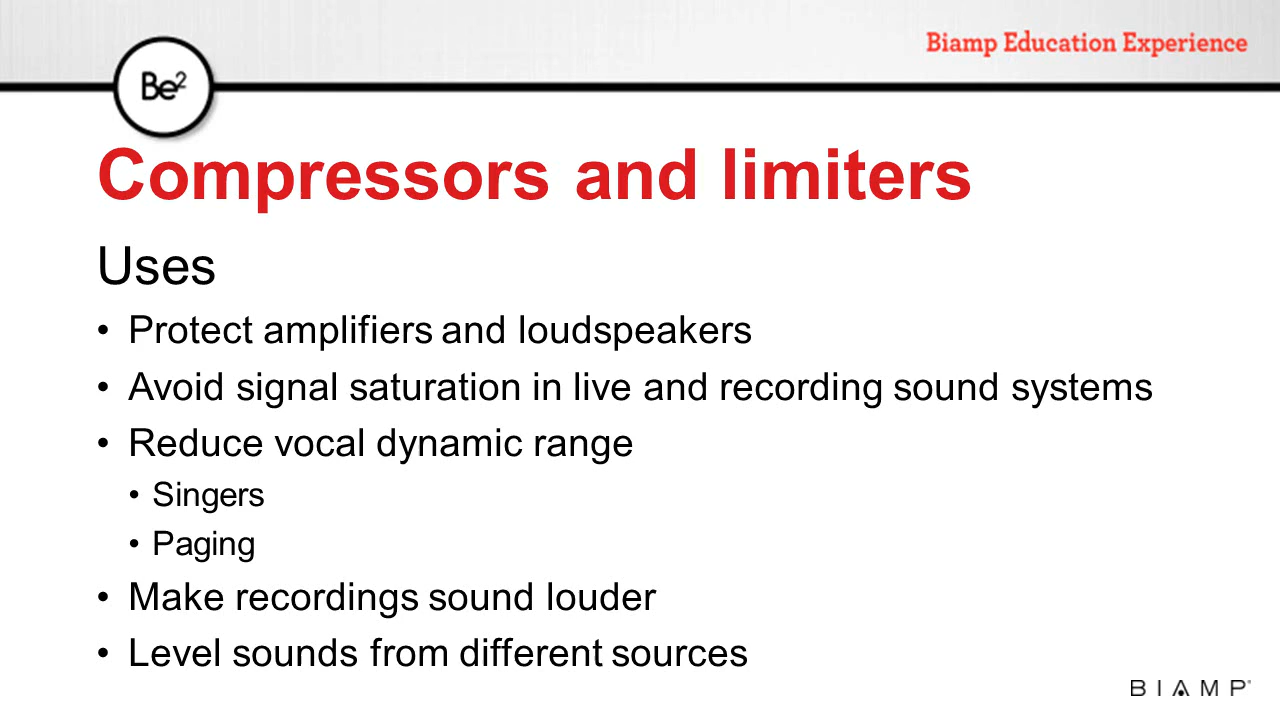 Biamp Education Experience
Be²
Compressors and limiters
Uses
• Protect amplifiers and loudspeakers
• Avoid signal saturation in live and recording sound systems
• Reduce vocal dynamic range
• Singers
• Paging
• Make recordings sound louder
• Level sounds from different sources
BIAMP®